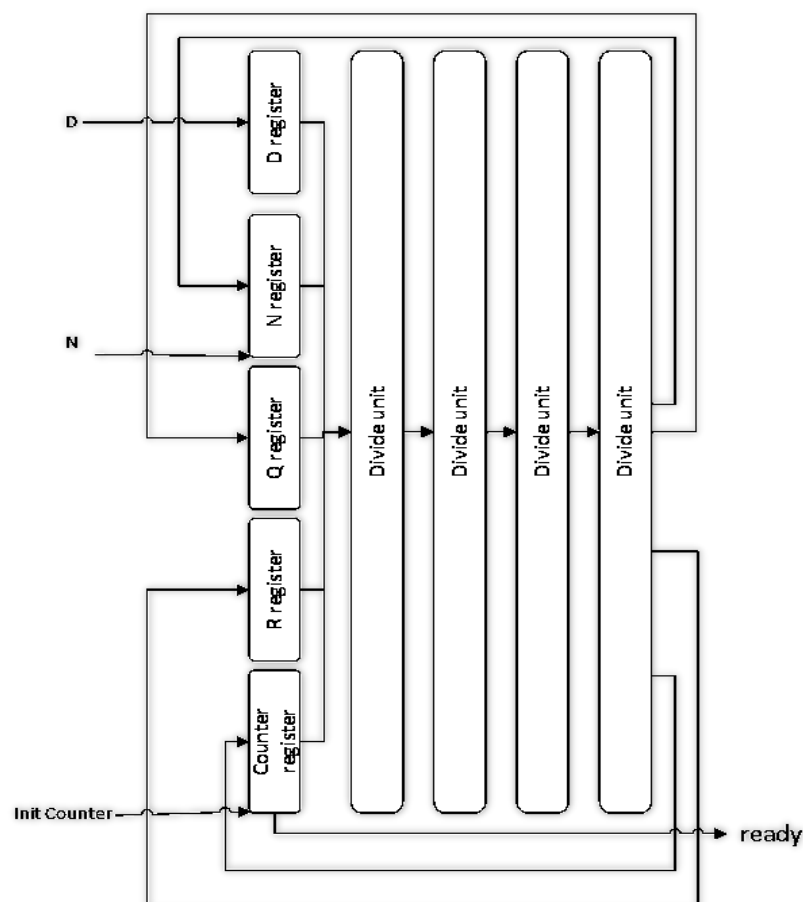 D
D register
N register
N
Q register
R register
Counter
register
Init Counter
Divide unit
Divide unit
Divide unit
Divide unit
ready